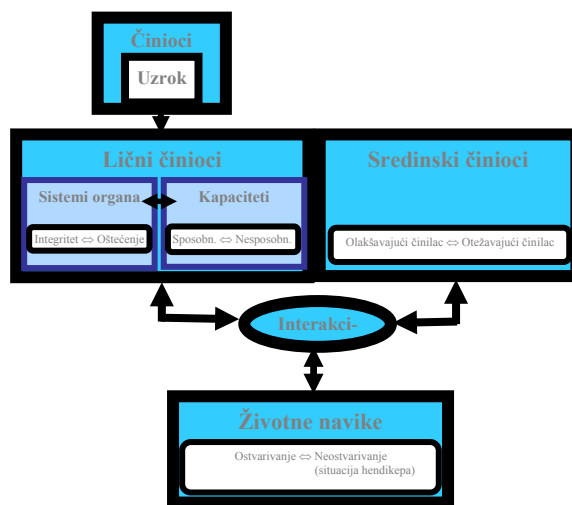 Činioci
Uzrok
Lični činioci
Sredinski činioci
Sistemi organa
Kapaciteti
Integritet ⇔ Oštećenje
Sposobn. ⇔ Nesposobn.
Olakšavajući činilac ⇔ Otežavajući činilac
Interakci-
Životne navike
Ostvarivanje ⇔ Neostvarivanje
(situacija hendikepa)